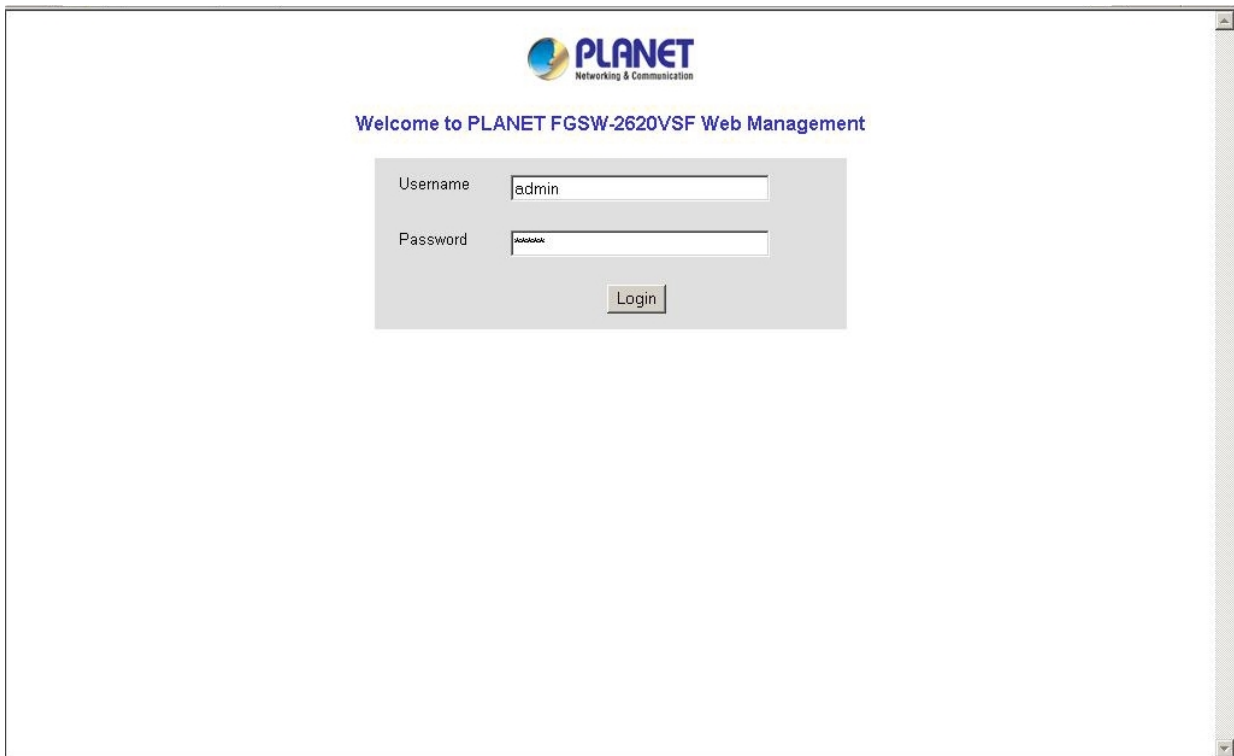 PLANET
Networking & Communication
Welcome to PLANET FGSW-2620VSF Web Management
Username admin
Password *****
Login